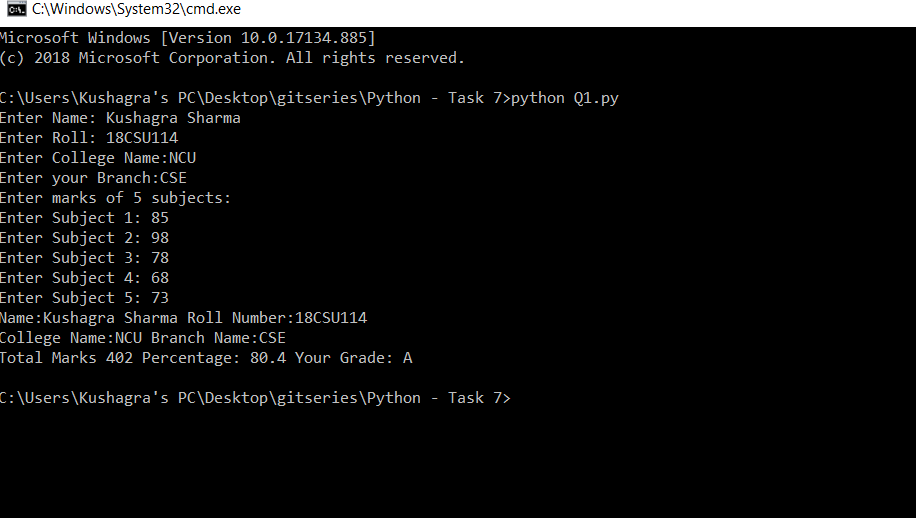 C:\Windows\System32\cmd.exe
Microsoft Windows [Version 10.0.17134.885]
(c) 2018 Microsoft Corporation. All rights reserved.
C:\Users\Kushagra's PC\Desktop\gitseries\Python - Task 7>python Q1.py
Enter Name: Kushagra Sharma
Enter Roll: 18CSU114
Enter College Name:NCU
Enter your Branch:CSE
Enter marks of 5 subjects:
Enter Subject 1: 85
Enter Subject 2: 98
Enter Subject 3: 78
Enter Subject 4: 68
Enter Subject 5: 73
Name:Kushagra Sharma Roll Number:18CSU114
College Name:NCU Branch Name:CSE
Total Marks 402 Percentage: 80.4 Your Grade: A
C:\Users\Kushagra's PC\Desktop\gitseries\Python - Task 7>